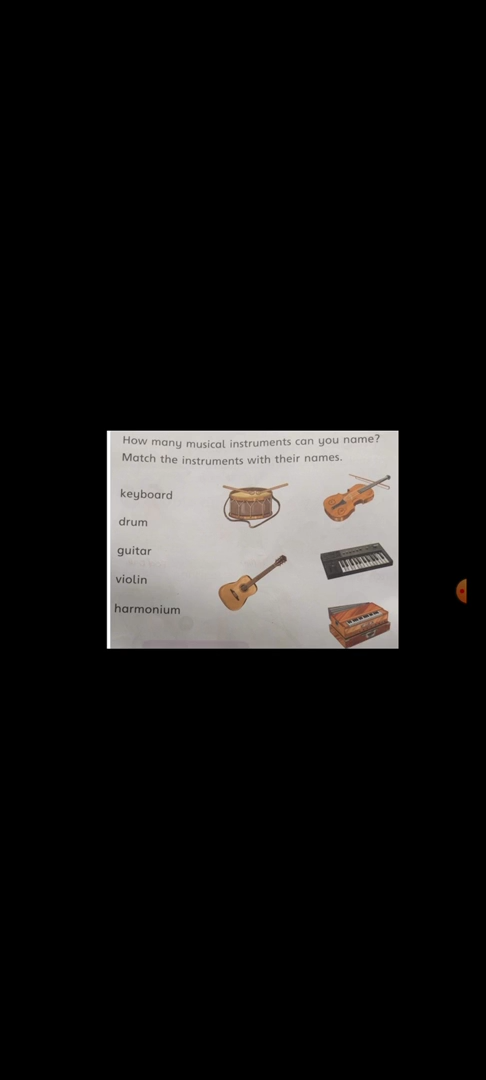 How many musical instruments can you name?
Match the instruments with their names.
keyboard
drum
guitar
violin
harmonium